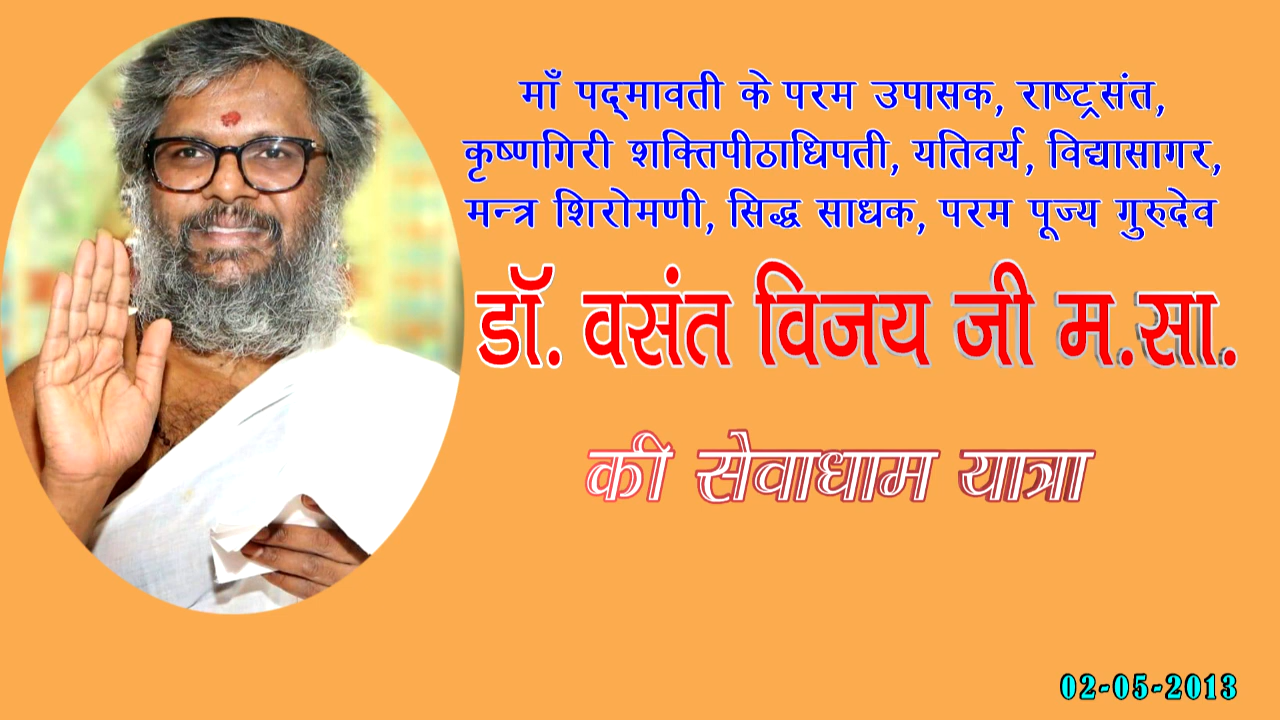 माँ पद्‌मावती के परम उपासक, राष्ट्रसंत,
कृष्णगिरी शक्तिपीठाधिपती, यतिवर्य, विद्यासागर,
मन्त्र शिरोमणी, सिद्ध साधक, परम पूज्य गुरुदेव
डॉ. वसंत विजय जी म.सा.
की सेवाधाम यात्रा
02-05-2013